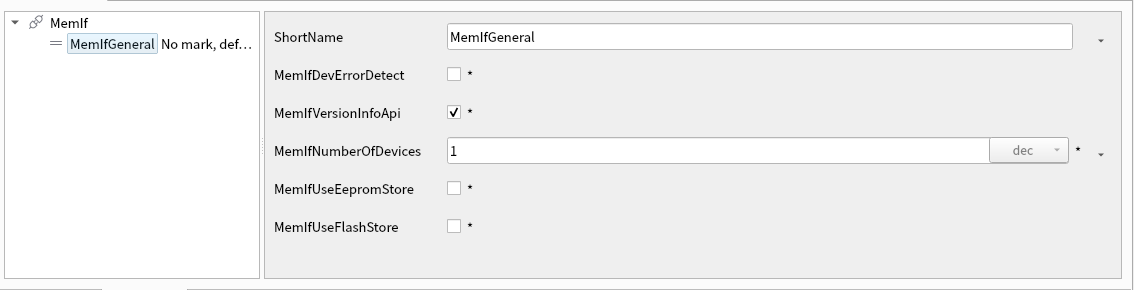 MemIf
MemIfGeneral No mark, def...
ShortName MemIfGeneral
MemIfDevErrorDetect *
MemIfVersionInfoApi *
MemIfNumberOfDevices 1 dec *
MemIfUseEepromStore *
MemIfUseFlashStore *